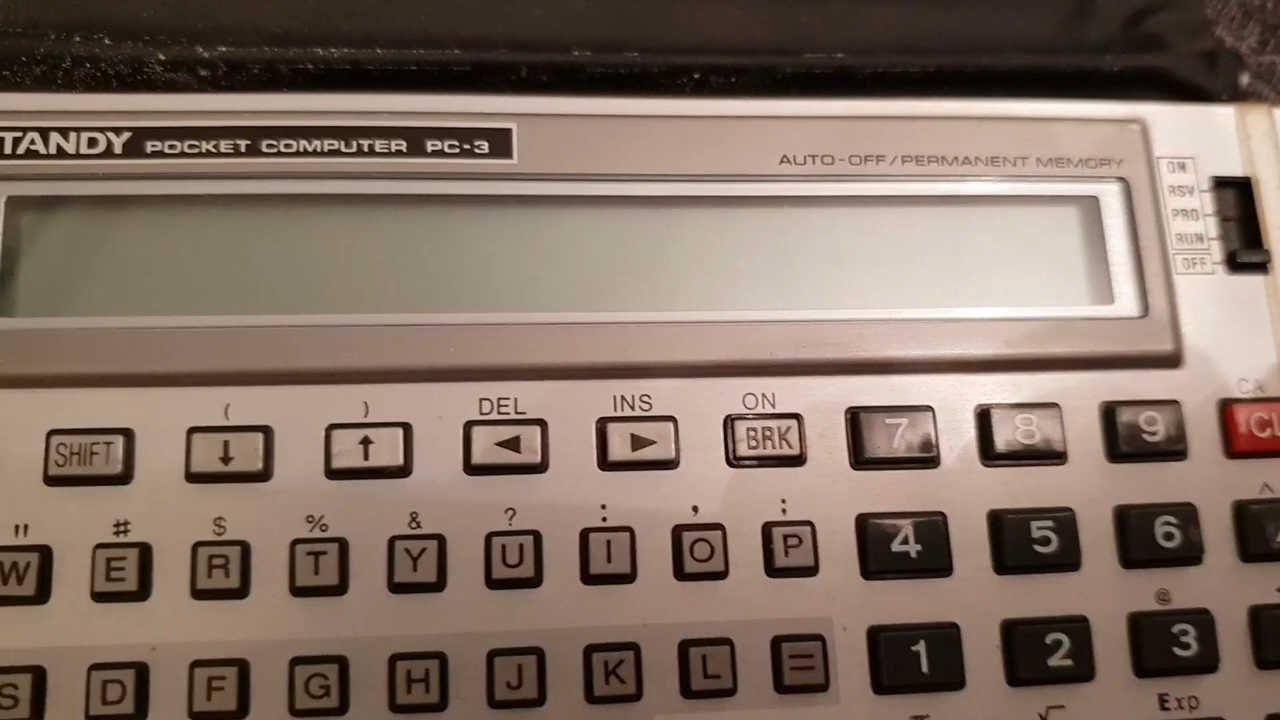 TANDY POCKET COMPUTER PC-3
AUTO-OFF/PERMANENT MEMORY
ON
RSV
PRO
RUN
OFF
( ) DEL INS ON CA
SHIFT ↓ ↑ ◀ ▶ BRK 7 8 9
" # $ % & ? : , ; ^
W E R T Y U I O P 4 5 6
@
S D F G H J K L = 1 2 3
π √ Exp